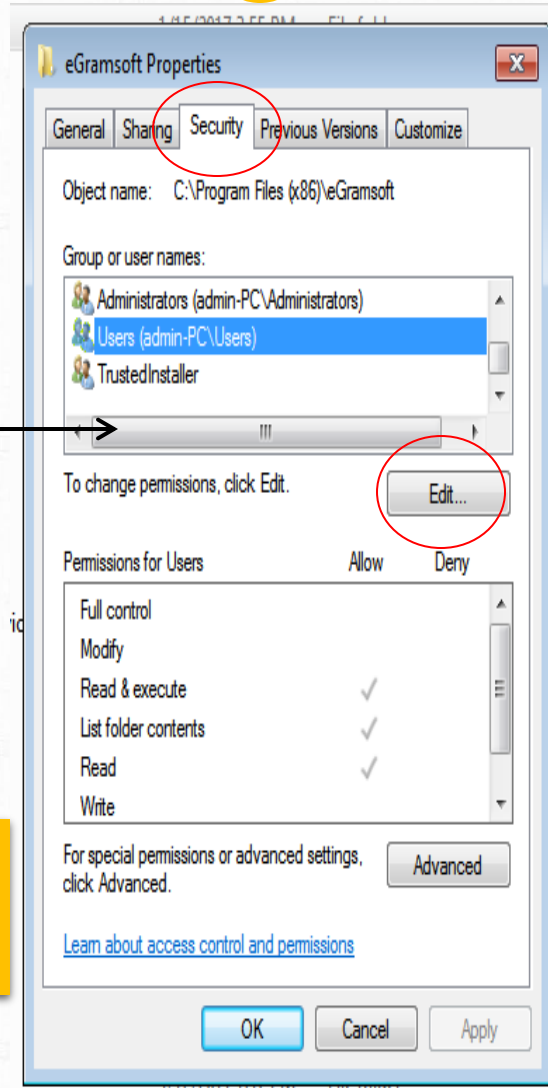 eGramsoft Properties
General Sharing Security Previous Versions Customize
Object name: C:\Program Files (x86)\eGramsoft
Group or user names:
Administrators (admin-PC\Administrators)
Users (admin-PC\Users)
TrustedInstaller
To change permissions, click Edit.
Edit...
Permissions for Users Allow Deny
Full control
Modify
Read & execute
List folder contents
Read
Write
For special permissions or advanced settings,
click Advanced.
Advanced
Learn about access control and permissions
OK Cancel Apply